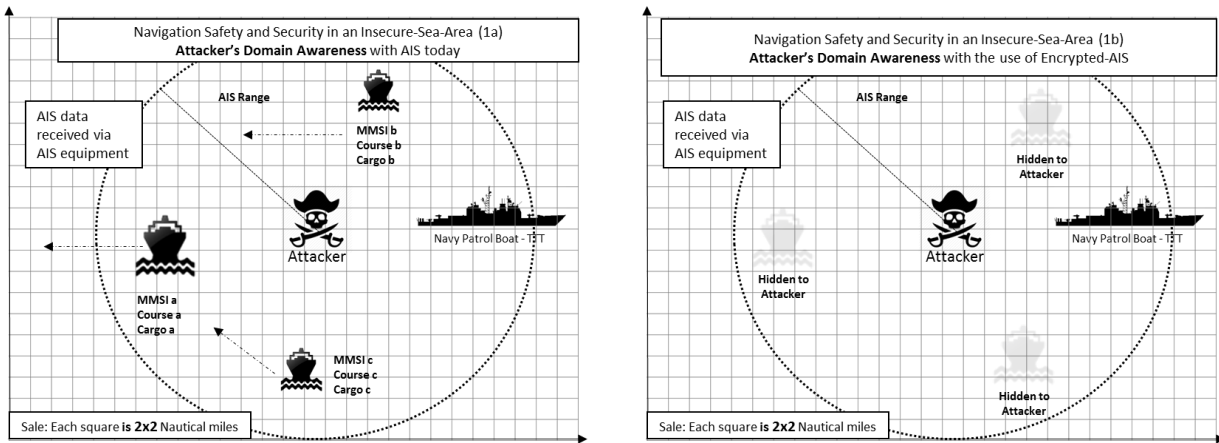 Navigation Safety and Security in an Insecure-Sea-Area (1a)
Attacker's Domain Awareness with AIS today
AIS data
received via
AIS equipment
AIS Range
MMSI b
Course b
Cargo b
Navy Patrol Boat - TTT
Attacker
MMSI a
Course a
Cargo a
MMSI c
Course c
Cargo c
Sale: Each square is 2x2 Nautical miles
Navigation Safety and Security in an Insecure-Sea-Area (1b)
Attacker's Domain Awareness with the use of Encrypted-AIS
AIS data
received via
AIS equipment
AIS Range
Hidden to
Attacker
Navy Patrol Boat - TTT
Attacker
Hidden to
Attacker
Hidden to
Attacker
Sale: Each square is 2x2 Nautical miles